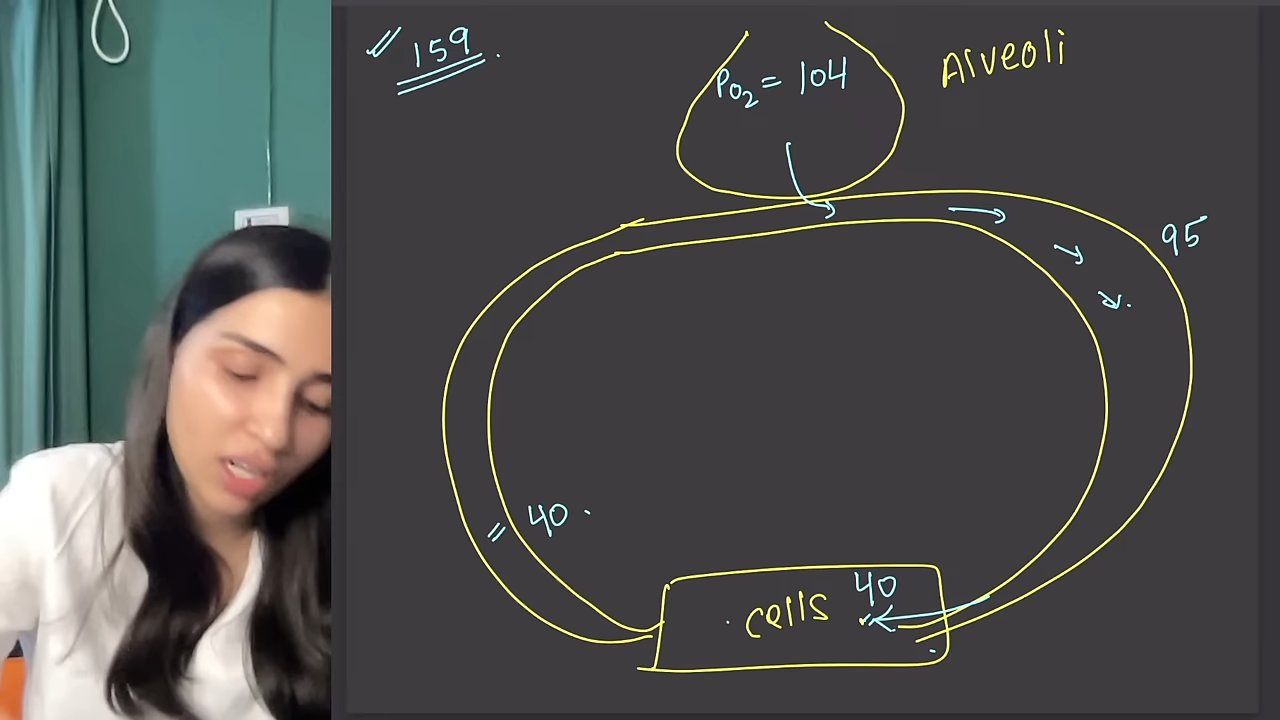 159.
Alveoli
PO2 = 104
95
= 40.
40
cells